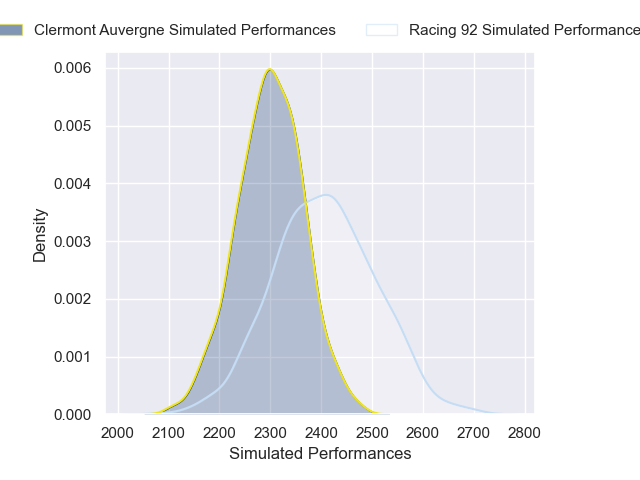 Clermont Auvergne Simulated Performances Racing 92 Simulated Performance
0.006
0.005
0.004
0.003
0.002
0.001
0.000
Density
2000 2100 2200 2300 2400 2500 2600 2700 2800
Simulated Performances